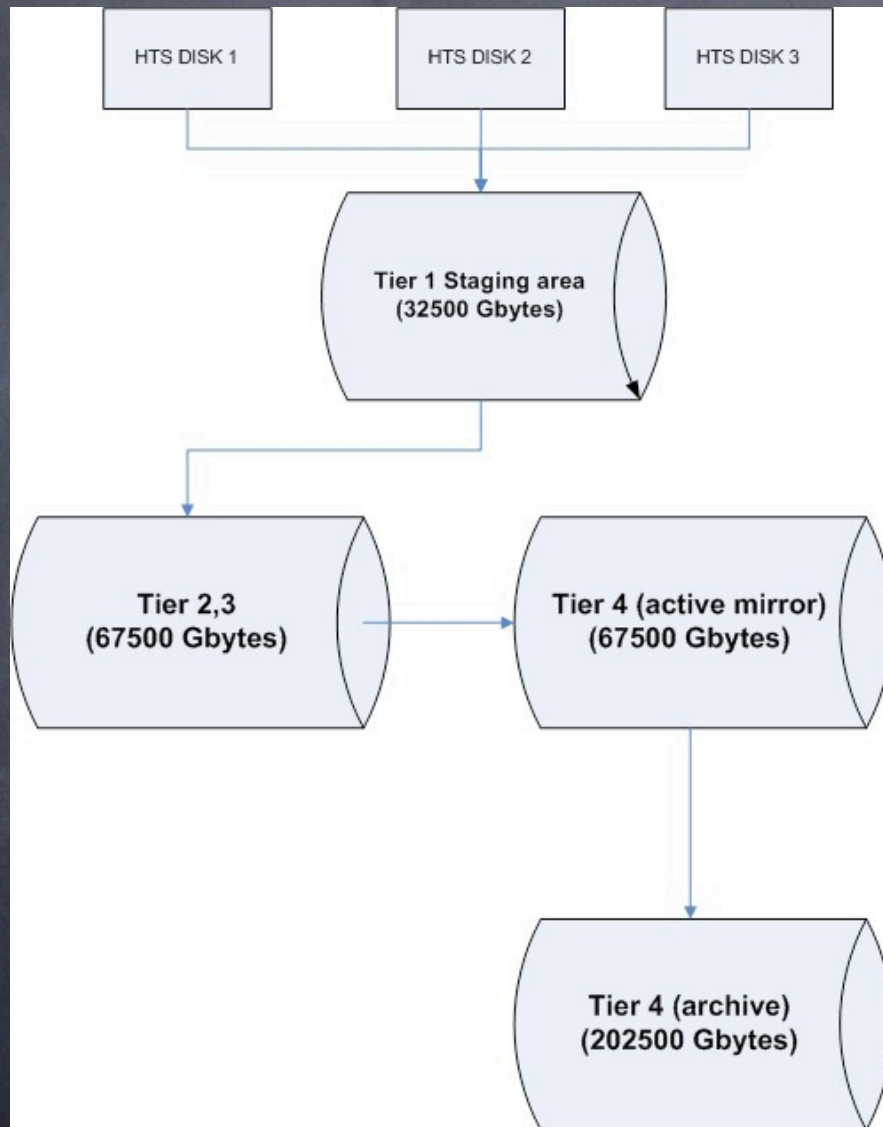 HTS DISK 1
HTS DISK 2
HTS DISK 3
Tier 1 Staging area
(32500 Gbytes)
Tier 2,3
(67500 Gbytes)
Tier 4 (active mirror)
(67500 Gbytes)
Tier 4 (archive)
(202500 Gbytes)